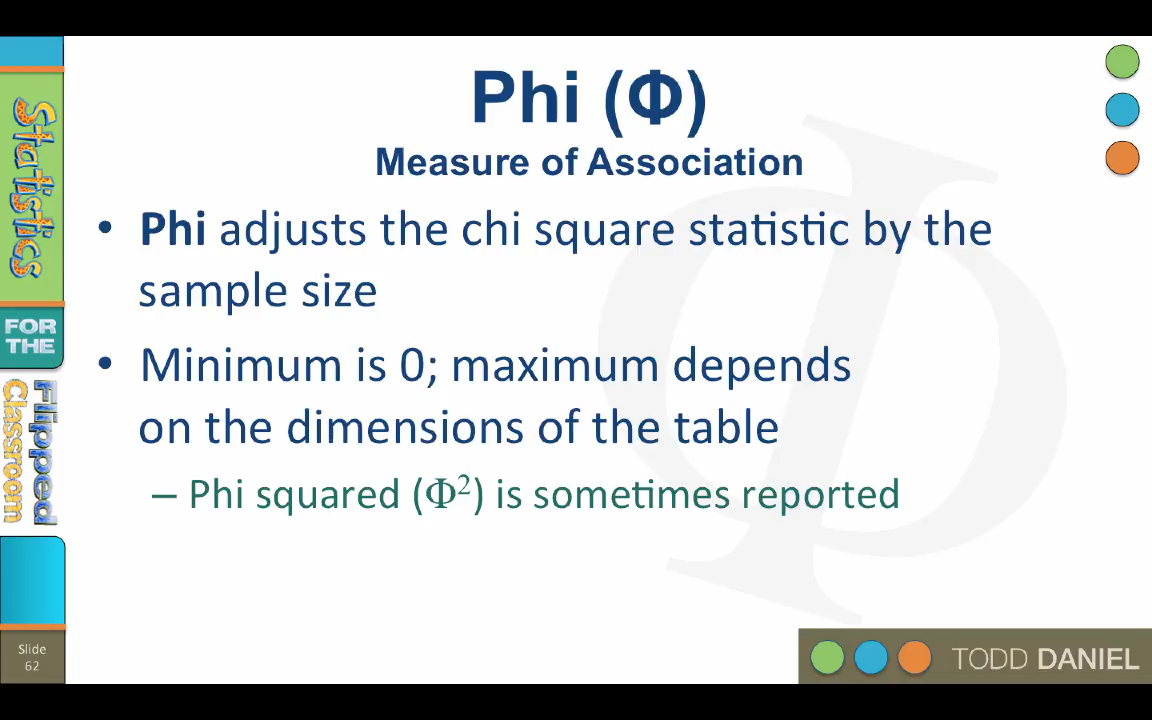 Phi (Φ)
Measure of Association
• Phi adjusts the chi square statistic by the
sample size
• Minimum is 0; maximum depends
on the dimensions of the table
– Phi squared (Φ²) is sometimes reported
Statistics
FOR
THE
Flipped
Classroom
Slide
62
Φ
TODD DANIEL